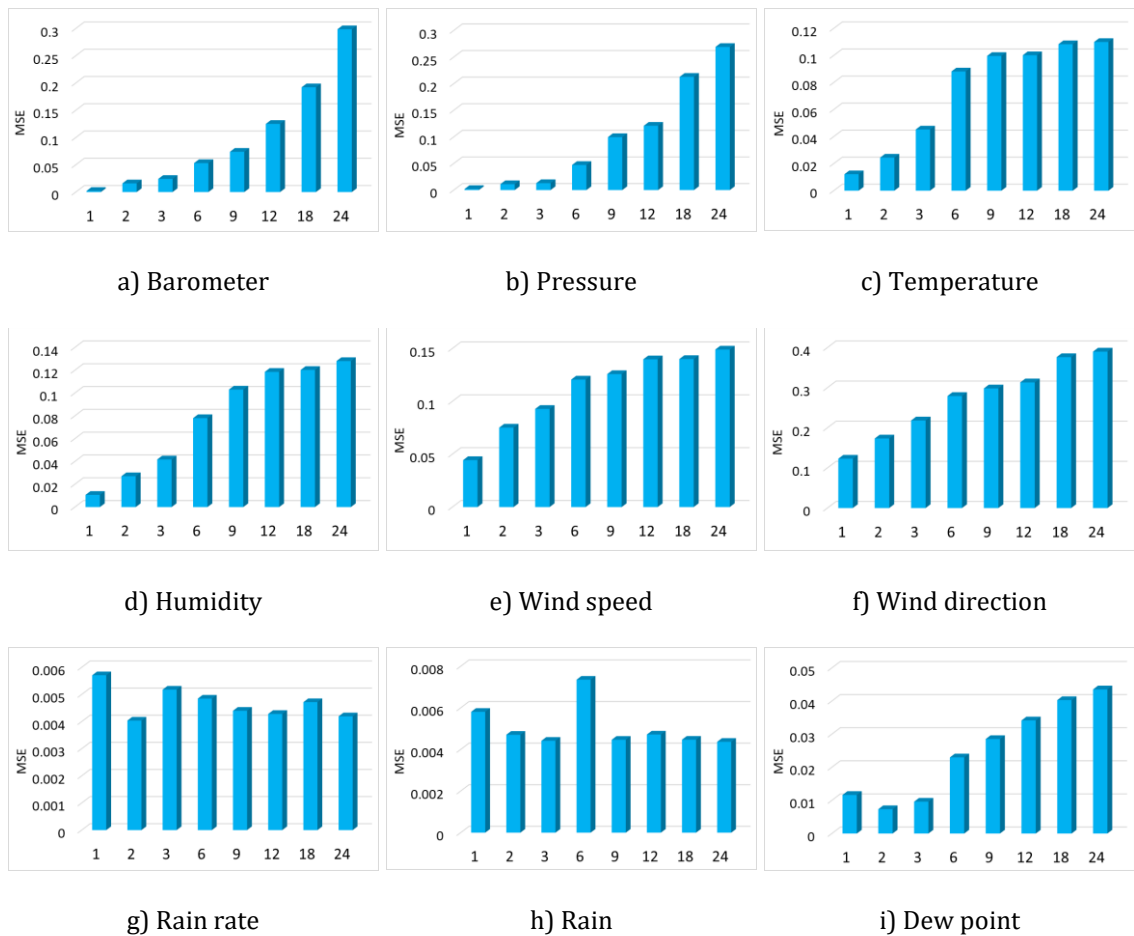 MSE
0.3
0.25
0.2
0.15
0.1
0.05
0
1 2 3 6 9 12 18 24
a) Barometer
MSE
0.3
0.25
0.2
0.15
0.1
0.05
0
1 2 3 6 9 12 18 24
b) Pressure
MSE
0.12
0.1
0.08
0.06
0.04
0.02
0
1 2 3 6 9 12 18 24
c) Temperature
MSE
0.14
0.12
0.1
0.08
0.06
0.04
0.02
0
1 2 3 6 9 12 18 24
d) Humidity
MSE
0.15
0.1
0.05
0
1 2 3 6 9 12 18 24
e) Wind speed
MSE
0.4
0.3
0.2
0.1
0
1 2 3 6 9 12 18 24
f) Wind direction
MSE
0.006
0.005
0.004
0.003
0.002
0.001
0
1 2 3 6 9 12 18 24
g) Rain rate
MSE
0.008
0.006
0.004
0.002
0
1 2 3 6 9 12 18 24
h) Rain
MSE
0.05
0.04
0.03
0.02
0.01
0
1 2 3 6 9 12 18 24
i) Dew point